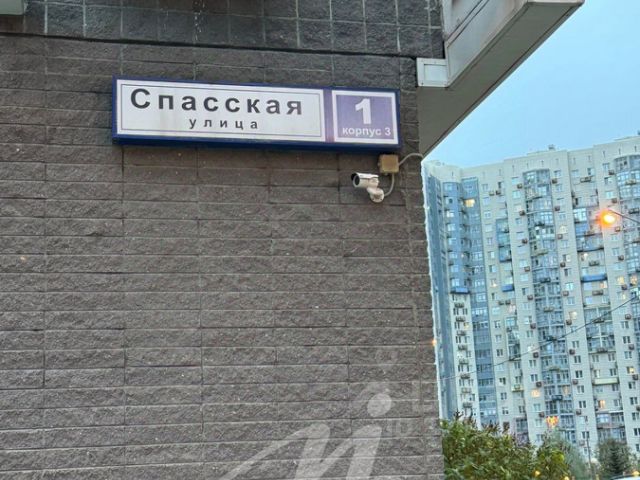 Спасская
улица
1
корпус 3